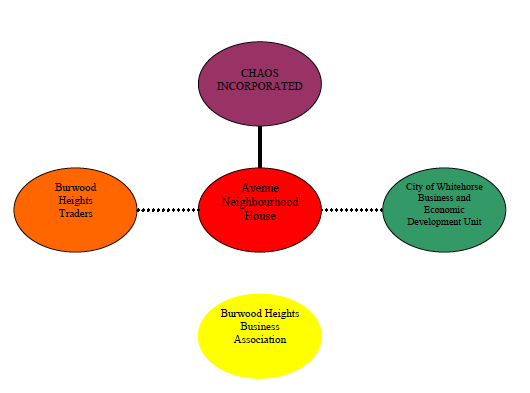 CHAOS
INCORPORATED
Burwood
Heights
Traders
Avenue
Neighbourhood
House
City of Whitehorse
Business and
Economic
Development Unit
Burwood Heights
Business
Association